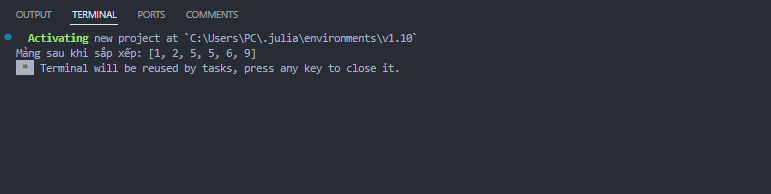 OUTPUT TERMINAL PORTS COMMENTS
Activating new project at `C:\Users\PC\.julia\environments\v1.10`
Mảng sau khi sắp xếp: [1, 2, 5, 5, 6, 9]
* Terminal will be reused by tasks, press any key to close it.